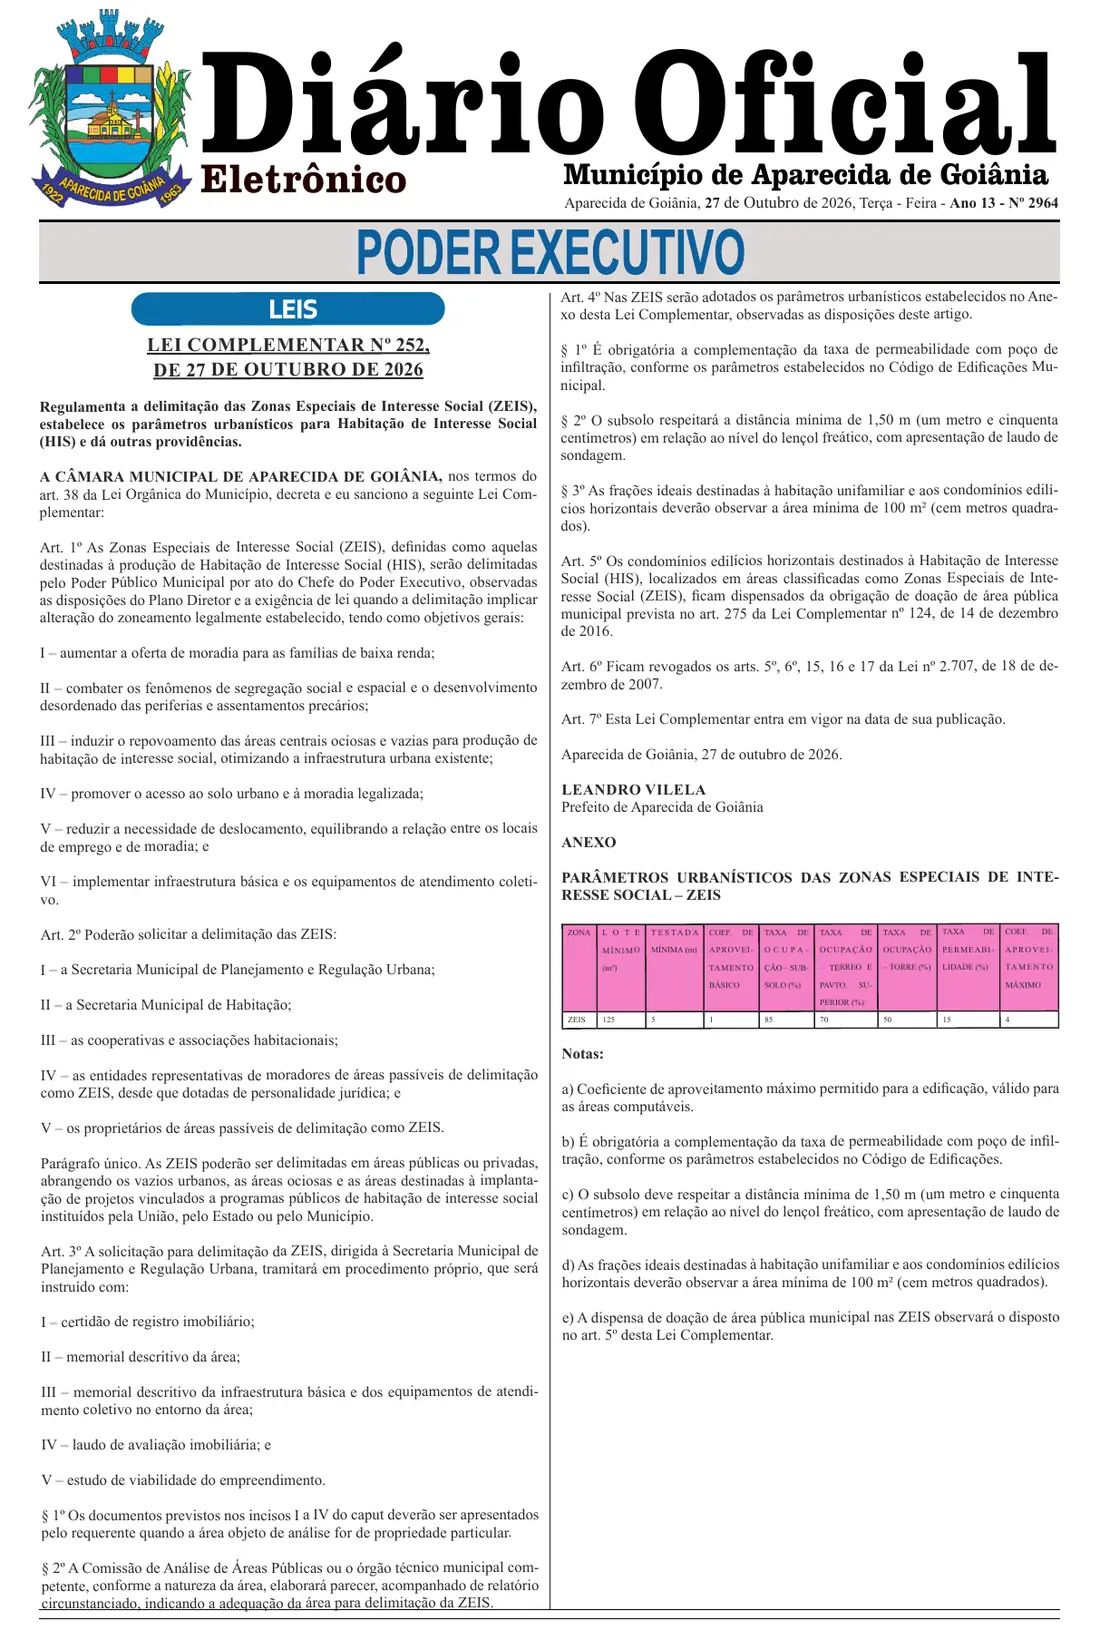 1922
APARECIDA DE GOIÂNIA
1963
Diário Oficial
Eletrônico
Município de Aparecida de Goiânia
Aparecida de Goiânia, 27 de Outubro de 2026, Terça - Feira - Ano 13 - Nº 2964
PODER EXECUTIVO
LEIS
LEI COMPLEMENTAR Nº 252,
DE 27 DE OUTUBRO DE 2026
Regulamenta a delimitação das Zonas Especiais de Interesse Social (ZEIS),
estabelece os parâmetros urbanísticos para Habitação de Interesse Social
(HIS) e dá outras providências.
A CÂMARA MUNICIPAL DE APARECIDA DE GOIÂNIA, nos termos do
art. 38 da Lei Orgânica do Município, decreta e eu sanciono a seguinte Lei Com-
plementar:
Art. 1º As Zonas Especiais de Interesse Social (ZEIS), definidas como aquelas
destinadas à produção de Habitação de Interesse Social (HIS), serão delimitadas
pelo Poder Público Municipal por ato do Chefe do Poder Executivo, observadas
as disposições do Plano Diretor e a exigência de lei quando a delimitação implicar
alteração do zoneamento legalmente estabelecido, tendo como objetivos gerais:
I – aumentar a oferta de moradia para as famílias de baixa renda;
II – combater os fenômenos de segregação social e espacial e o desenvolvimento
desordenado das periferias e assentamentos precários;
III – induzir o repovoamento das áreas centrais ociosas e vazias para produção de
habitação de interesse social, otimizando a infraestrutura urbana existente;
IV – promover o acesso ao solo urbano e à moradia legalizada;
V – reduzir a necessidade de deslocamento, equilibrando a relação entre os locais
de emprego e de moradia; e
VI – implementar infraestrutura básica e os equipamentos de atendimento coleti-
vo.
Art. 2º Poderão solicitar a delimitação das ZEIS:
I – a Secretaria Municipal de Planejamento e Regulação Urbana;
II – a Secretaria Municipal de Habitação;
III – as cooperativas e associações habitacionais;
IV – as entidades representativas de moradores de áreas passíveis de delimitação
como ZEIS, desde que dotadas de personalidade jurídica; e
V – os proprietários de áreas passíveis de delimitação como ZEIS.
Parágrafo único. As ZEIS poderão ser delimitadas em áreas públicas ou privadas,
abrangendo os vazios urbanos, as áreas ociosas e as áreas destinadas à implanta-
ção de projetos vinculados a programas públicos de habitação de interesse social
instituídos pela União, pelo Estado ou pelo Município.
Art. 3º A solicitação para delimitação da ZEIS, dirigida à Secretaria Municipal de
Planejamento e Regulação Urbana, tramitará em procedimento próprio, que será
instruído com:
I – certidão de registro imobiliário;
II – memorial descritivo da área;
III – memorial descritivo da infraestrutura básica e dos equipamentos de atendi-
mento coletivo no entorno da área;
IV – laudo de avaliação imobiliária; e
V – estudo de viabilidade do empreendimento.
§ 1º Os documentos previstos nos incisos I a IV do caput deverão ser apresentados
pelo requerente quando a área objeto de análise for de propriedade particular.
§ 2º A Comissão de Análise de Áreas Públicas ou o órgão técnico municipal com-
petente, conforme a natureza da área, elaborará parecer, acompanhado de relatório
circunstanciado, indicando a adequação da área para delimitação da ZEIS.
Art. 4º Nas ZEIS serão adotados os parâmetros urbanísticos estabelecidos no Ane-
xo desta Lei Complementar, observadas as disposições deste artigo.
§ 1º É obrigatória a complementação da taxa de permeabilidade com poço de
infiltração, conforme os parâmetros estabelecidos no Código de Edificações Mu-
nicipal.
§ 2º O subsolo respeitará a distância mínima de 1,50 m (um metro e cinquenta
centímetros) em relação ao nível do lençol freático, com apresentação de laudo de
sondagem.
§ 3º As frações ideais destinadas à habitação unifamiliar e aos condomínios edilí-
cios horizontais deverão observar a área mínima de 100 m² (cem metros quadra-
dos).
Art. 5º Os condomínios edilícios horizontais destinados à Habitação de Interesse
Social (HIS), localizados em áreas classificadas como Zonas Especiais de Inte-
resse Social (ZEIS), ficam dispensados da obrigação de doação de área pública
municipal prevista no art. 275 da Lei Complementar nº 124, de 14 de dezembro
de 2016.
Art. 6º Ficam revogados os arts. 5º, 6º, 15, 16 e 17 da Lei nº 2.707, de 18 de de-
zembro de 2007.
Art. 7º Esta Lei Complementar entra em vigor na data de sua publicação.
Aparecida de Goiânia, 27 de outubro de 2026.
LEANDRO VILELA
Prefeito de Aparecida de Goiânia
ANEXO
PARÂMETROS URBANÍSTICOS DAS ZONAS ESPECIAIS DE INTE-
RESSE SOCIAL – ZEIS
ZONA LOTE TESTADA COEF. DE TAXA DE TAXA DE TAXA DE TAXA DE COEF. DE
MÍNIMO MÍNIMA (m) APROVEI- OCUPA- OCUPAÇÃO OCUPAÇÃO PERMEABI- APROVEI-
(m²) TAMENTO ÇÃO – SUB- – TÉRREO E – TORRE (%) LIDADE (%) TAMENTO
BÁSICO SOLO (%) PAVTO. SU- MÁXIMO
PERIOR (%)
ZEIS 125 5 1 85 70 50 15 4
Notas:
a) Coeficiente de aproveitamento máximo permitido para a edificação, válido para
as áreas computáveis.
b) É obrigatória a complementação da taxa de permeabilidade com poço de infil-
tração, conforme os parâmetros estabelecidos no Código de Edificações.
c) O subsolo deve respeitar a distância mínima de 1,50 m (um metro e cinquenta
centímetros) em relação ao nível do lençol freático, com apresentação de laudo de
sondagem.
d) As frações ideais destinadas à habitação unifamiliar e aos condomínios edilícios
horizontais deverão observar a área mínima de 100 m² (cem metros quadrados).
e) A dispensa de doação de área pública municipal nas ZEIS observará o disposto
no art. 5º desta Lei Complementar.